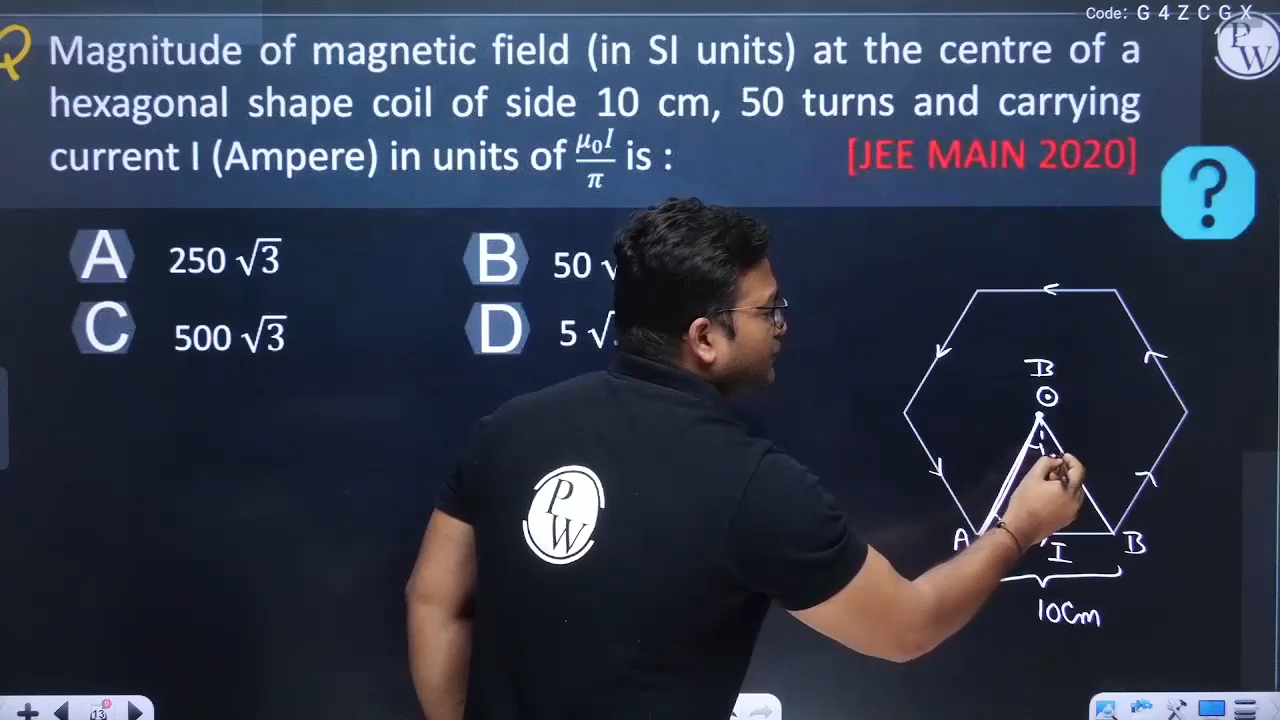 Code: G 4 Z C G X
Q Magnitude of magnetic field (in SI units) at the centre of a
hexagonal shape coil of side 10 cm, 50 turns and carrying
current I (Ampere) in units of μ₀I/π is :
[JEE MAIN 2020]
P
W
?
A 250 √3
B 50 √
C 500 √3
D 5 √
B
A
I
B
10cm
P
W
13